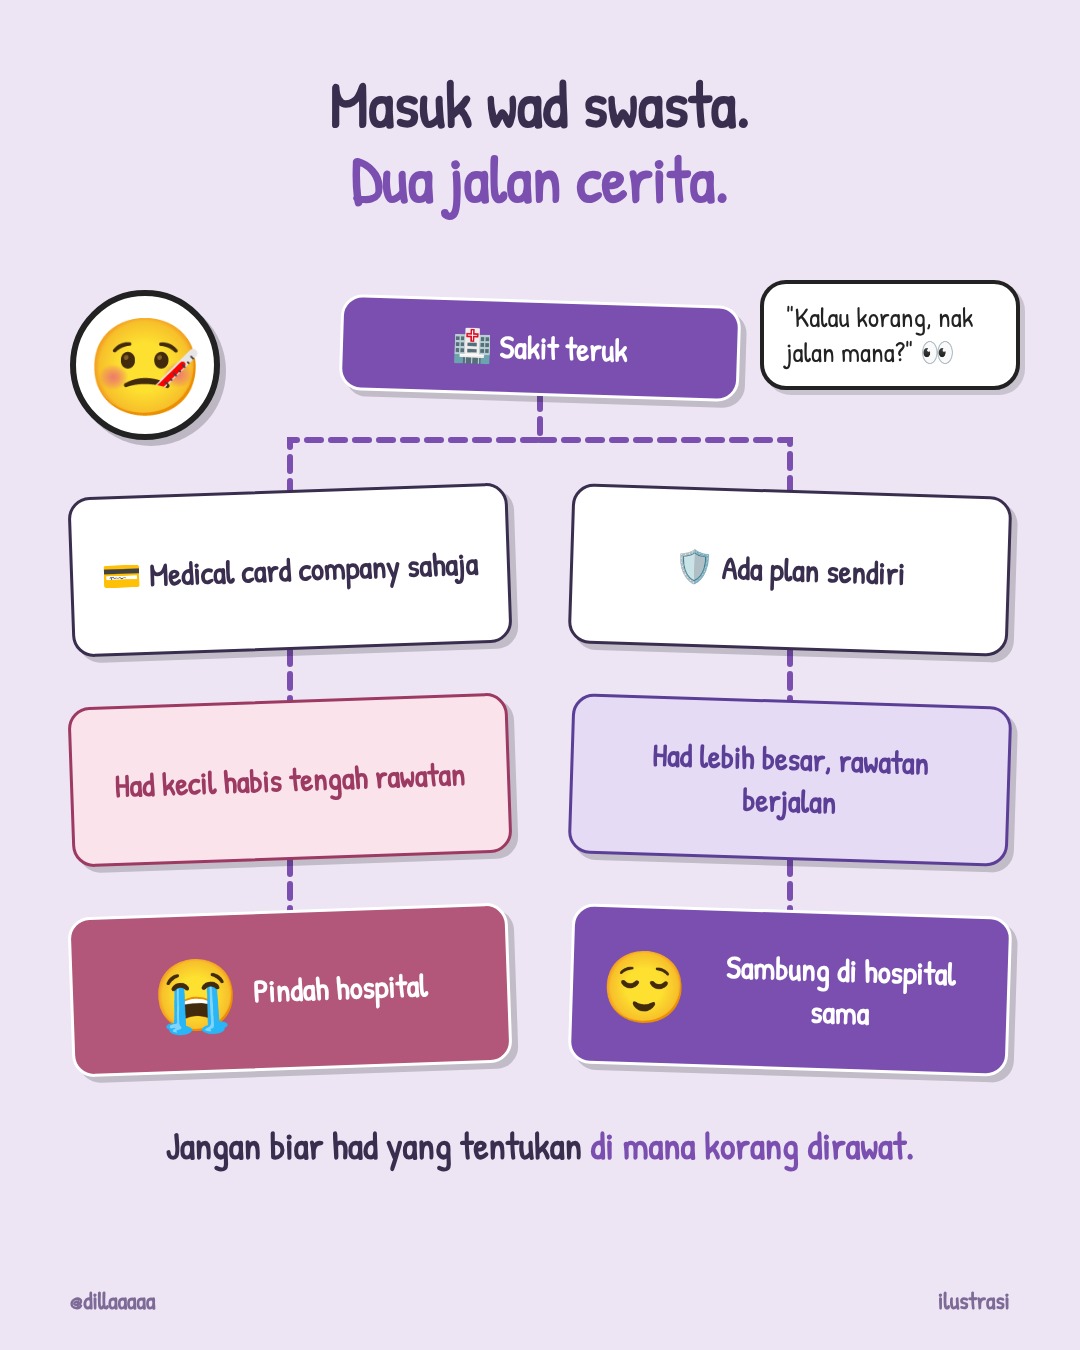 Masuk wad swasta.
Dua jalan cerita.
Sakit teruk
"Kalau korang, nak
jalan mana?" 👀
💳 Medical card company sahaja
🛡️ Ada plan sendiri
Had kecil habis tengah rawatan
Had lebih besar, rawatan
berjalan
Pindah hospital
Sambung di hospital
sama
Jangan biar had yang tentukan di mana korang dirawat.
@dillaaaaa
ilustrasi